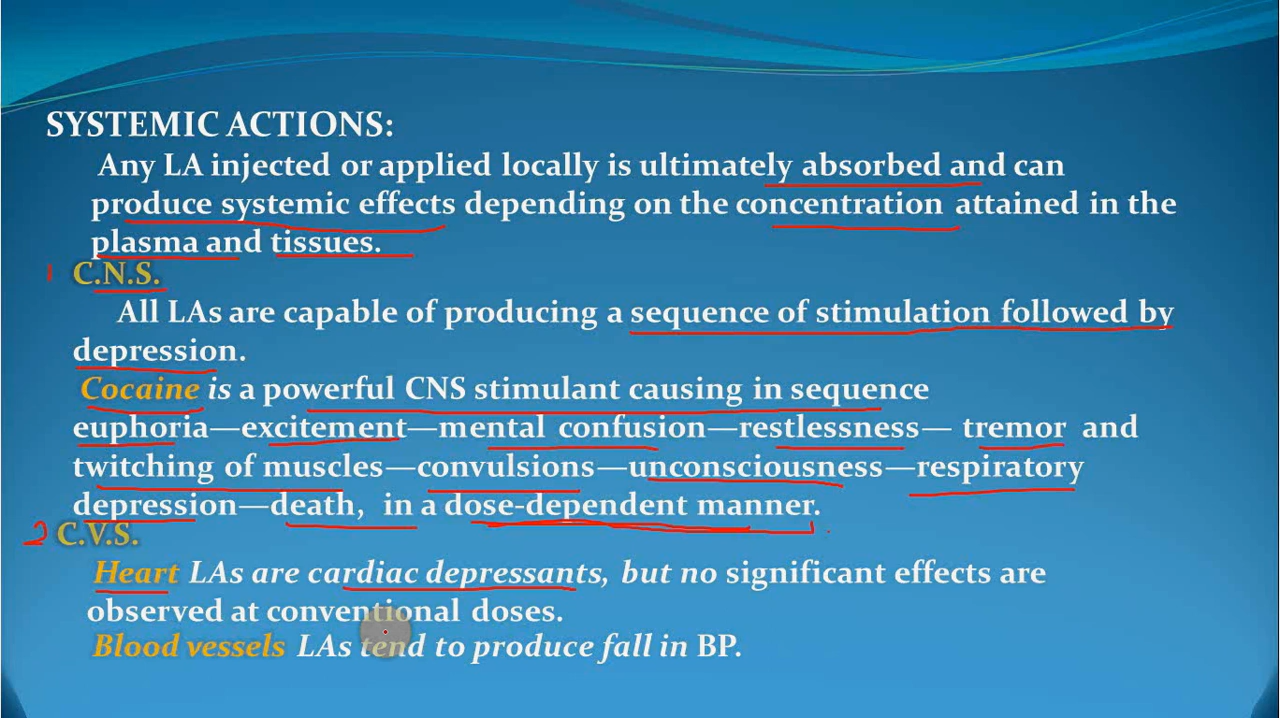 SYSTEMIC ACTIONS:
Any LA injected or applied locally is ultimately absorbed and can
produce systemic effects depending on the concentration attained in the
plasma and tissues.
1 C.N.S.
All LAs are capable of producing a sequence of stimulation followed by
depression.
Cocaine is a powerful CNS stimulant causing in sequence
euphoria—excitement—mental confusion—restlessness— tremor and
twitching of muscles—convulsions—unconsciousness—respiratory
depression—death, in a dose-dependent manner.
2 C.V.S.
Heart LAs are cardiac depressants, but no significant effects are
observed at conventional doses.
Blood vessels LAs tend to produce fall in BP.